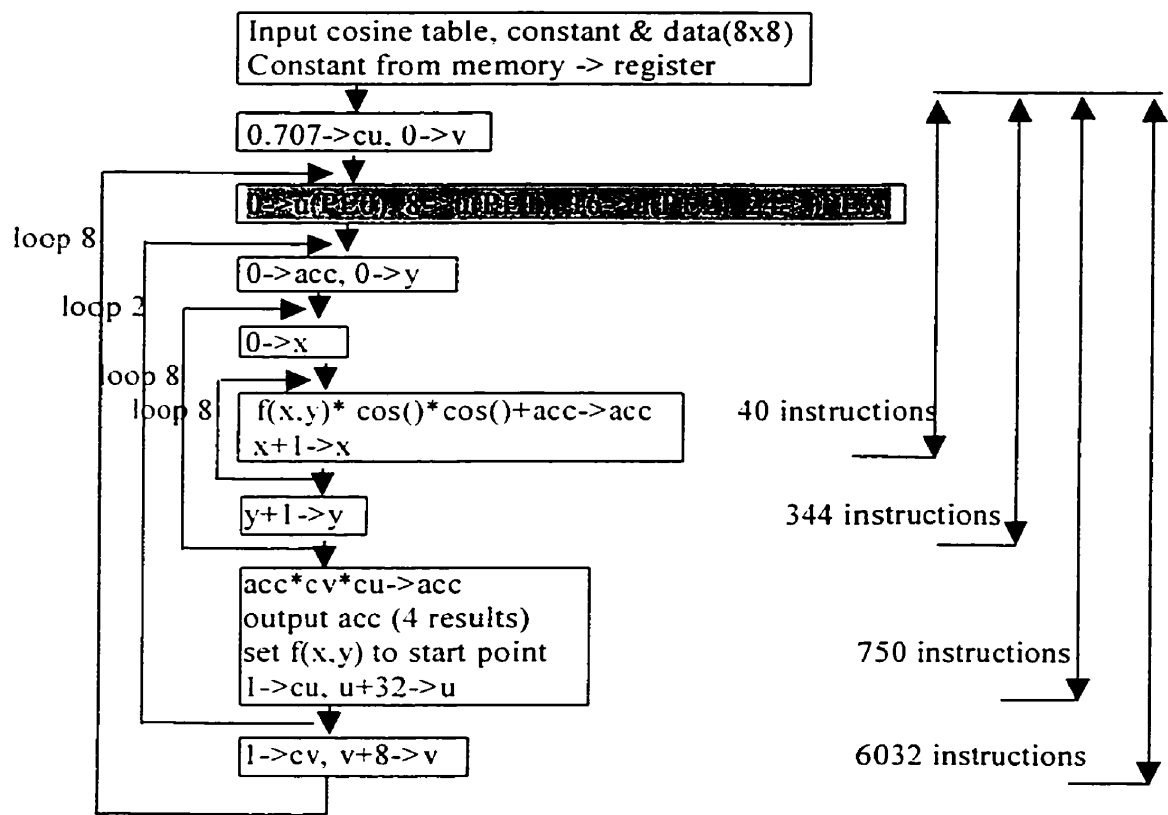 Input cosine table, constant & data(8x8)
Constant from memory -> register
0.707->cu, 0->v
loop 8
0->acc, 0->y
loop 2
0->x
loop 8
loop 8
f(x,y)* cos()*cos()+acc->acc
x+1->x
40 instructions
y+1->y
344 instructions
acc*cv*cu->acc
output acc (4 results)
set f(x,y) to start point
1->cu, u+32->u
750 instructions
1->cv, v+8->v
6032 instructions